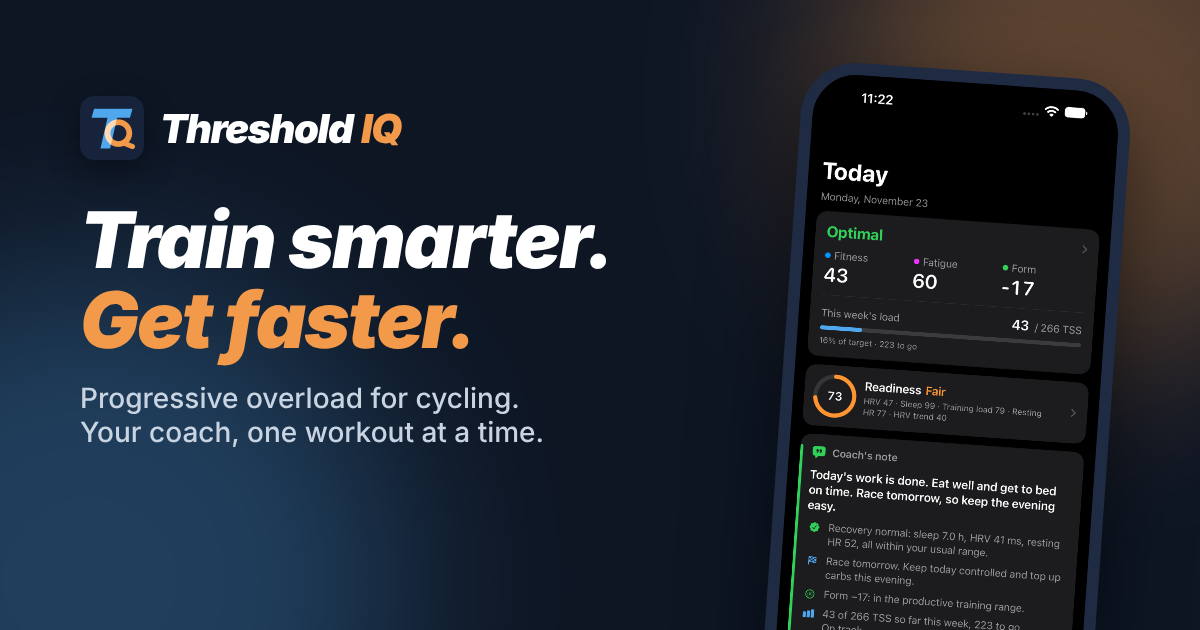 Threshold IQ
Train smarter.
Get faster.
Progressive overload for cycling.
Your coach, one workout at a time.
11:22
Today
Monday, November 23
Optimal
Fitness
Fatigue
Form
43
60
-17
This week's load
43 / 266 TSS
16% of target · 223 to go
73
Readiness Fair
HRV 47 · Sleep 99 · Training load 79 · Resting
HR 77 · HRV trend 40
Coach's note
Today's work is done. Eat well and get to bed
on time. Race tomorrow, so keep the evening
easy.
Recovery normal: sleep 7.0 h, HRV 41 ms, resting
HR 52, all within your usual range.
Race tomorrow. Keep today controlled and top up
carbs this evening.
Form −17: in the productive training range.
43 of 266 TSS so far this week, 223 to go.
On track.